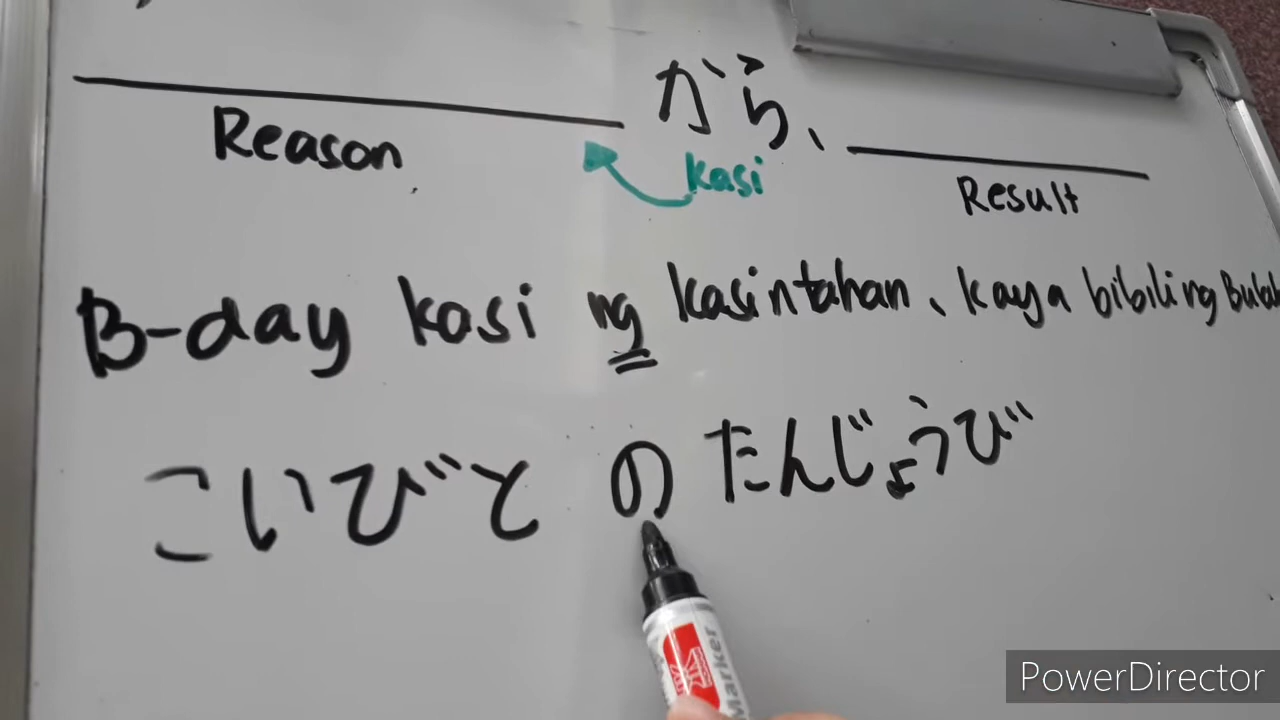 から、
Reason
kasi
Result
B-day kasi ng kasintahan, kaya bibili ng
こいびと の たんじょうび
Marker
PowerDirector